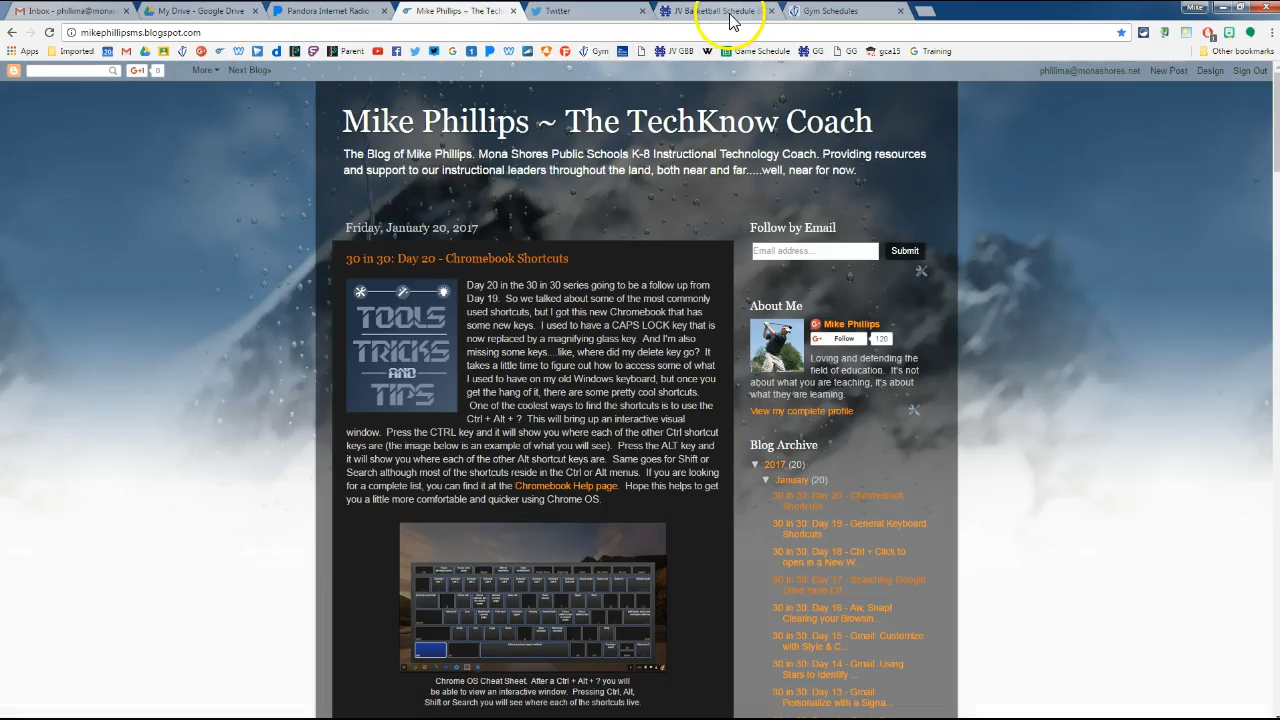 Inbox - phillima@monas
My Drive - Google Drive
Pandora Internet Radio -
Mike Phillips ~ The Tech
Twitter
JV Basketball Schedule
Gym Schedules
Mike
mikephillipsms.blogspot.com
Apps
Imported
20
Parent
Gym
JV GBB
Game Schedule
GG
GG
gca15
Training
Other bookmarks
G+1 0
More
Next Blog»
phillima@monashores.net
New Post
Design
Sign Out
Mike Phillips ~ The TechKnow Coach
The Blog of Mike Phillips. Mona Shores Public Schools K-8 Instructional Technology Coach. Providing resources
and support to our instructional leaders throughout the land, both near and far.....well, near for now.
Friday, January 20, 2017
30 in 30: Day 20 - Chromebook Shortcuts
TOOLS
TRICKS
AND
TIPS
Day 20 in the 30 in 30 series going to be a follow up from
Day 19. So we talked about some of the most commonly
used shortcuts, but I got this new Chromebook that has
some new keys. I used to have a CAPS LOCK key that is
now replaced by a magnifying glass key. And I'm also
missing some keys....like, where did my delete key go? It
takes a little time to figure out how to access some of what
I used to have on my old Windows keyboard, but once you
get the hang of it, there are some pretty cool shortcuts.
One of the coolest ways to find the shortcuts is to use the
Ctrl + Alt + ? This will bring up an interactive visual
window. Press the CTRL key and it will show you where each of the other Ctrl shortcut
keys are (the image below is an example of what you will see). Press the ALT key and
it will show you where each of the other Alt shortcut keys are. Same goes for Shift or
Search although most of the shortcuts reside in the Ctrl or Alt menus. If you are looking
for a complete list, you can find it at the Chromebook Help page. Hope this helps to get
you a little more comfortable and quicker using Chrome OS.
Chrome OS Cheat Sheet. After a Ctrl + Alt + ? you will
be able to view an interactive window. Pressing Ctrl, Alt,
Shift or Search you will see where each of the shortcuts live.
Follow by Email
Email address...
Submit
About Me
Mike Phillips
G+ Follow 120
Loving and defending the
field of education. It's not
about what you are teaching, it's about
what they are learning.
View my complete profile
Blog Archive
▼ 2017 (20)
▼ January (20)
30 in 30: Day 20 - Chromebook
Shortcuts
30 in 30: Day 19 - General Keyboard
Shortcuts
30 in 30: Day 18 - Ctrl + Click to
open in a New W...
30 in 30: Day 17 - Searching Google
Drive more Eff...
30 in 30: Day 16 - Aw, Snap!
Clearing your Browsin...
30 in 30: Day 15 - Gmail: Customize
with Style & C...
30 in 30: Day 14 - Gmail: Using
Stars to Identify ...
30 in 30: Day 13 - Gmail:
Personalize with a Signa...